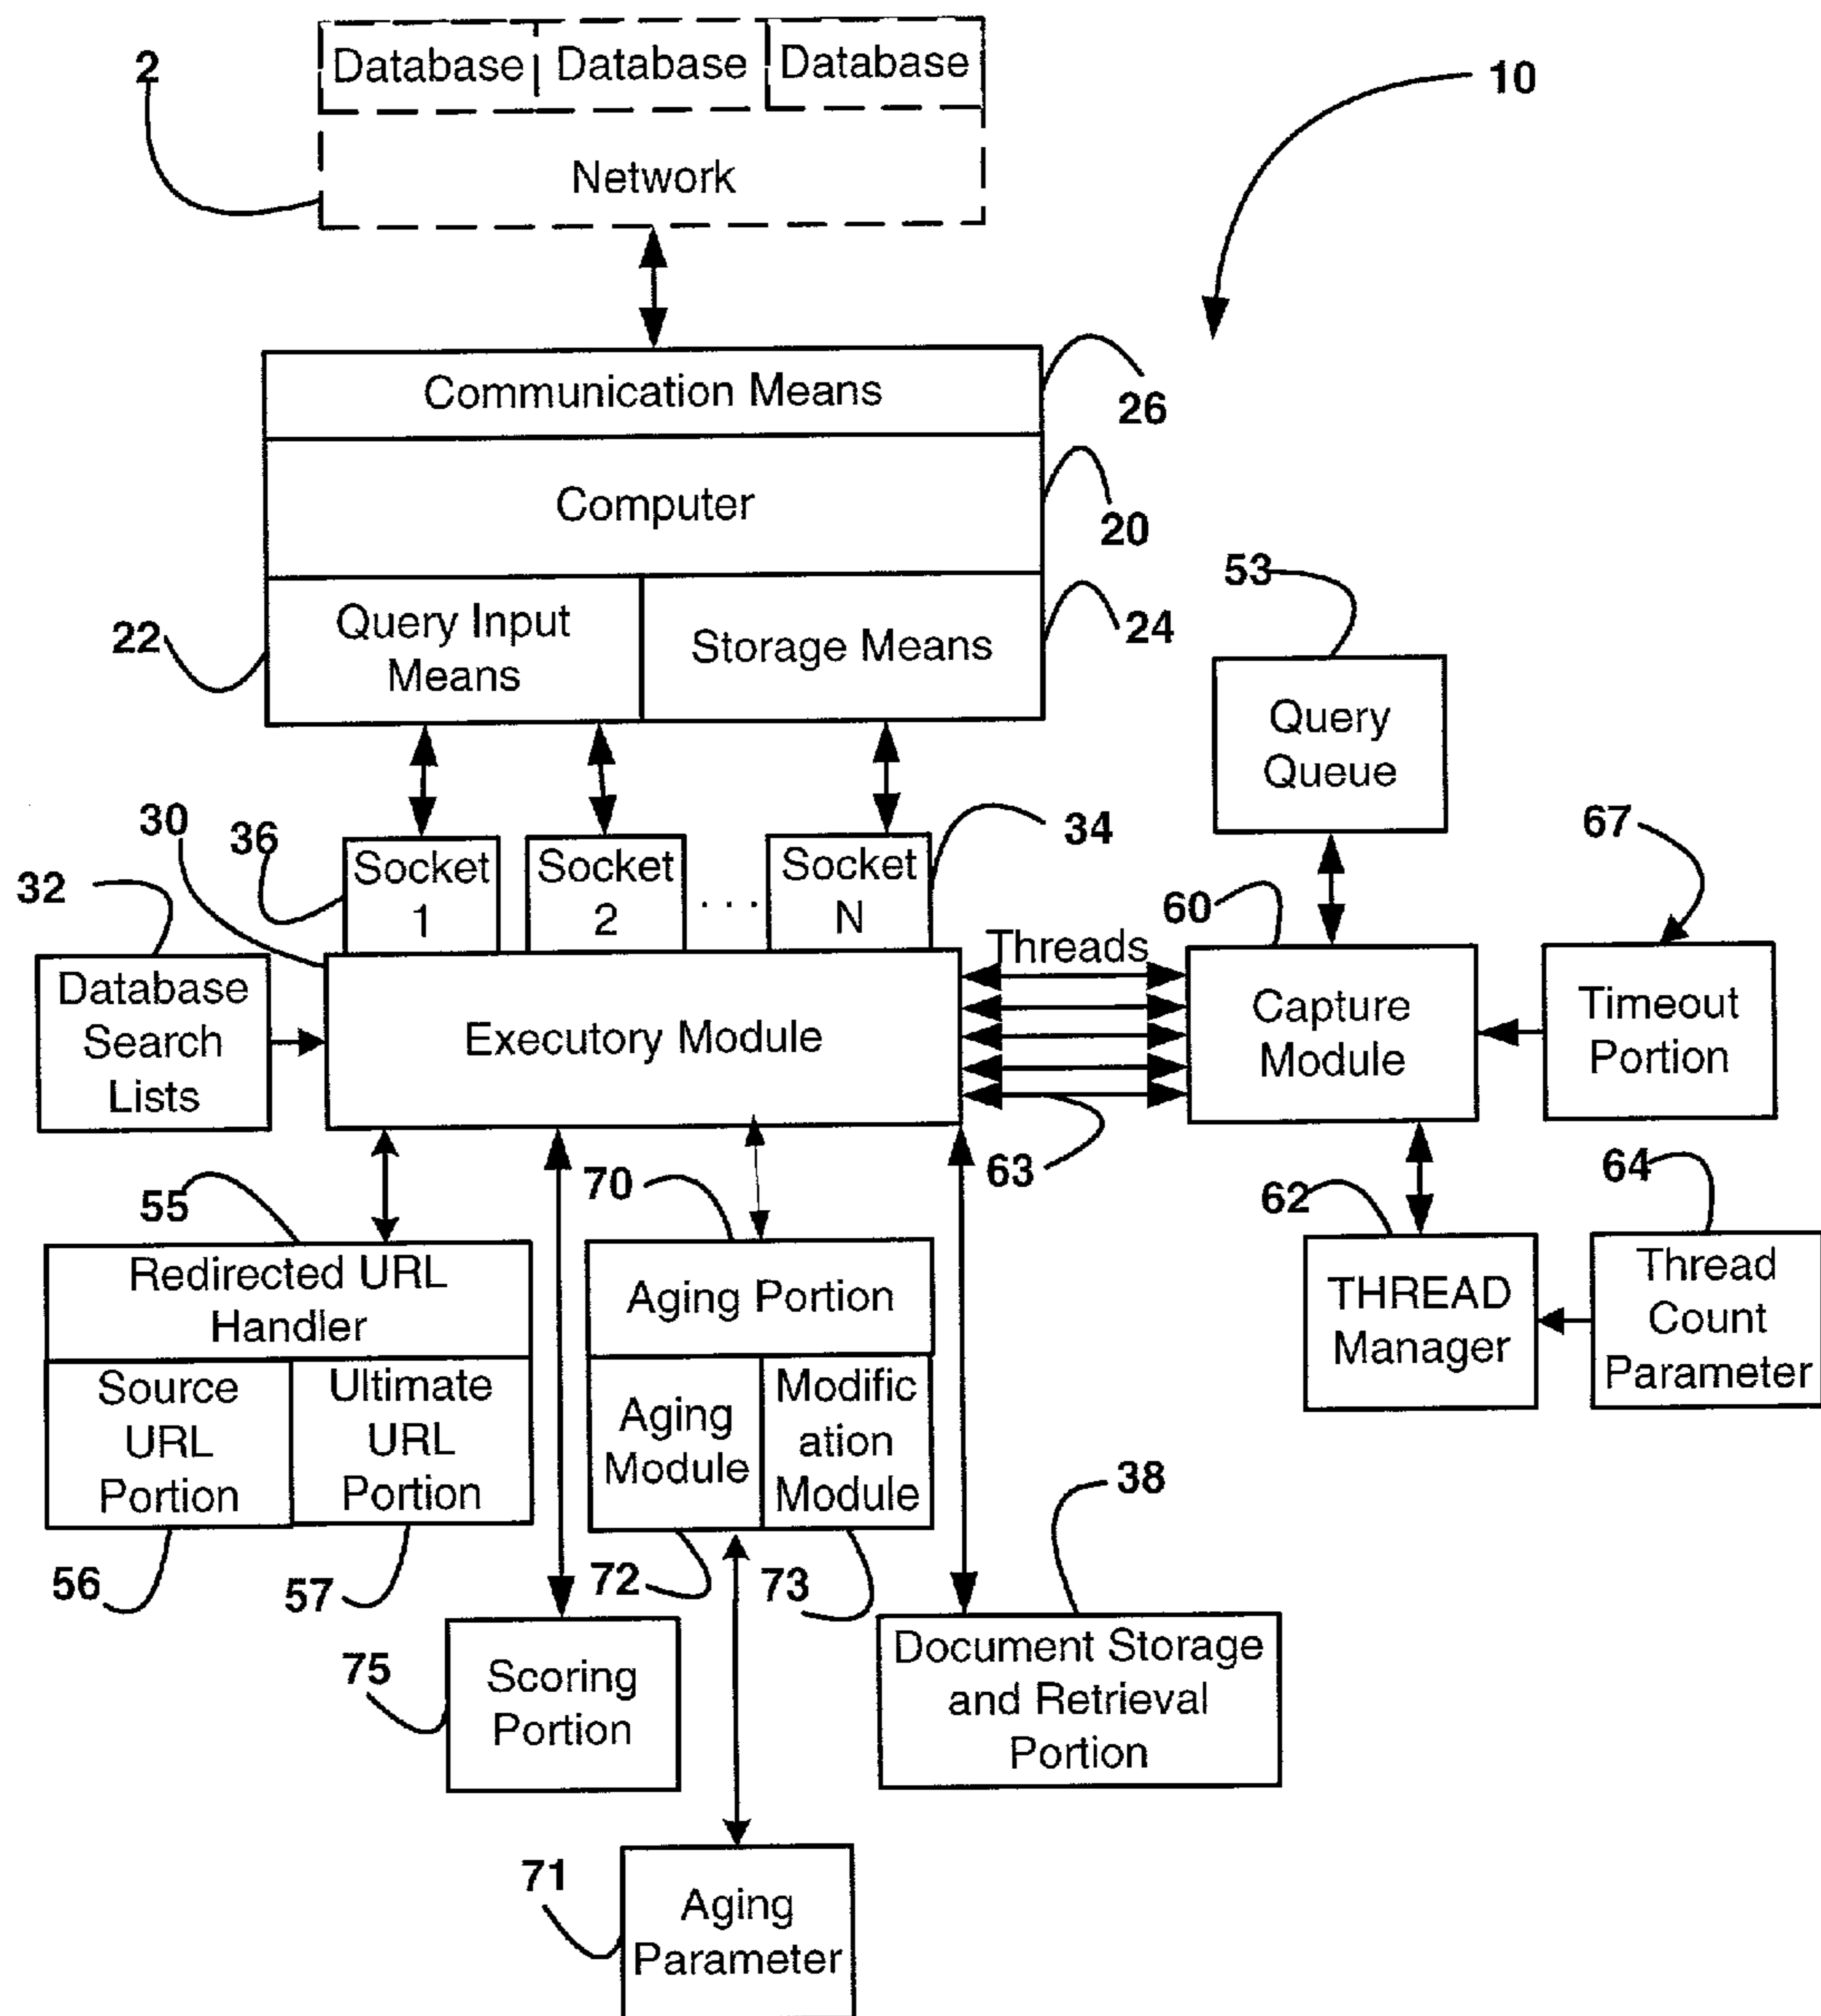 2
Database Database Database
10
Network
Communication Means
26
Computer
20
53
22
Query Input
Means
Storage Means
24
Query
Queue
30
36
34
67
32
Socket
1
Socket
2
. . .
Socket
N
60
Threads
Database
Search
Lists
Executory Module
Capture
Module
Timeout
Portion
63
55
70
62
64
Redirected URL
Handler
Aging Portion
THREAD
Manager
Thread
Count
Parameter
Source
URL
Portion
Ultimate
URL
Portion
Aging
Module
Modific
ation
Module
38
56
57
72
73
75
Scoring
Portion
Document Storage
and Retrieval
Portion
71
Aging
Parameter